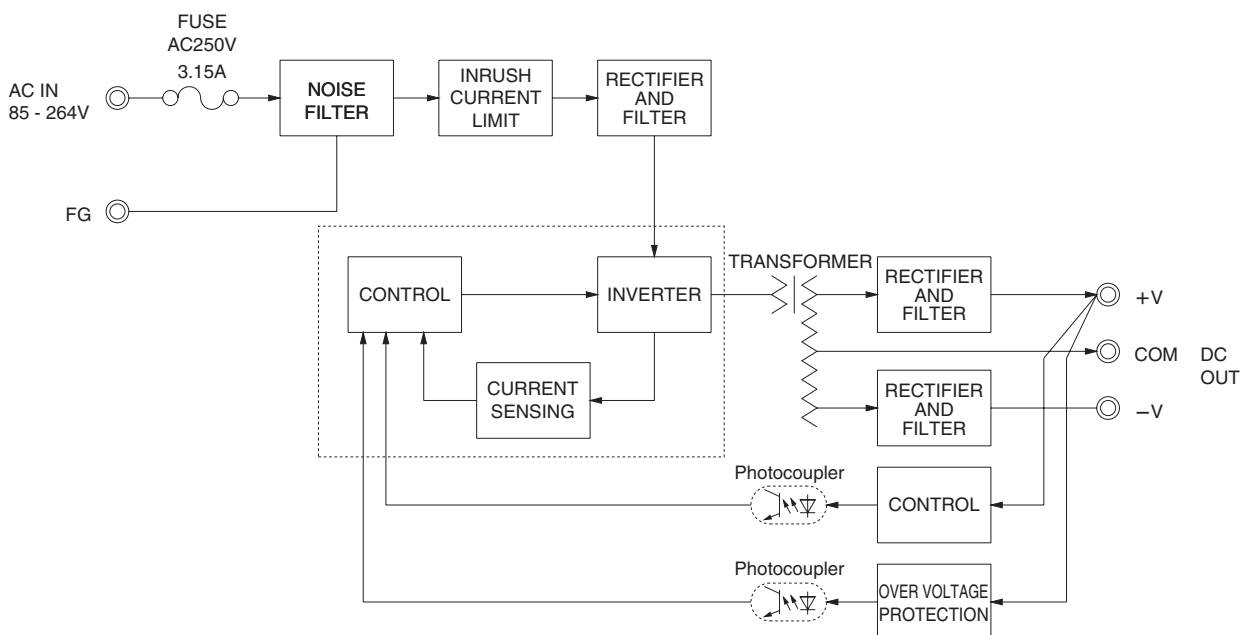 FUSE
AC250V
3.15A
AC IN
85 - 264V
NOISE
FILTER
INRUSH
CURRENT
LIMIT
RECTIFIER
AND
FILTER
FG
CONTROL
INVERTER
TRANSFORMER
RECTIFIER
AND
FILTER
+V
COM
DC
OUT
CURRENT
SENSING
RECTIFIER
AND
FILTER
−V
Photocoupler
CONTROL
Photocoupler
OVER VOLTAGE
PROTECTION